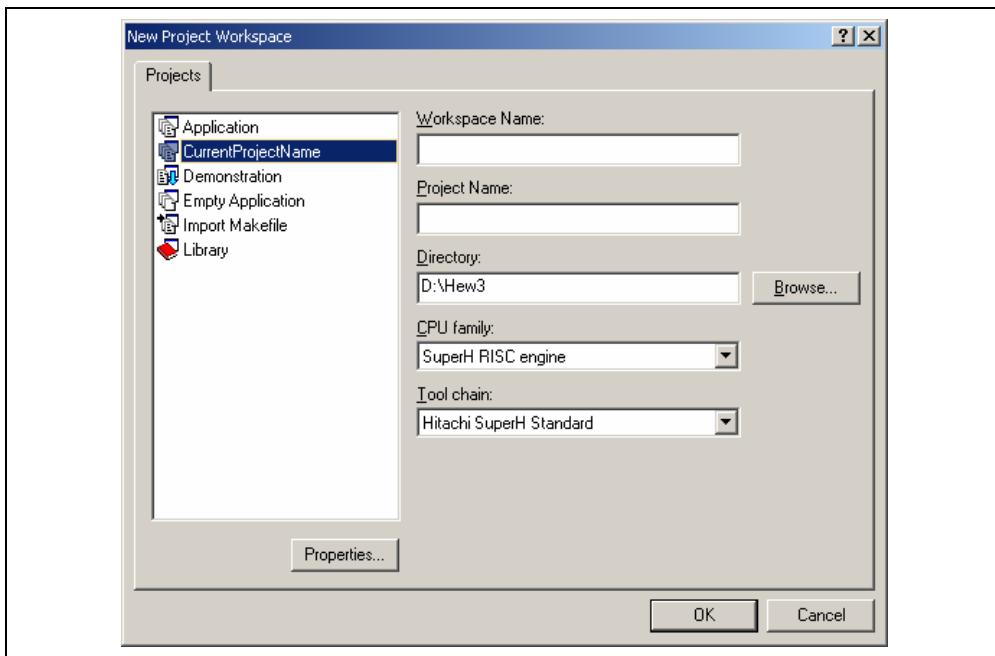 New Project Workspace
Projects
Application
CurrentProjectName
Demonstration
Empty Application
Import Makefile
Library
Properties...
Workspace Name:
Project Name:
Directory:
D:\Hew3
Browse...
CPU family:
SuperH RISC engine
Tool chain:
Hitachi SuperH Standard
OK
Cancel